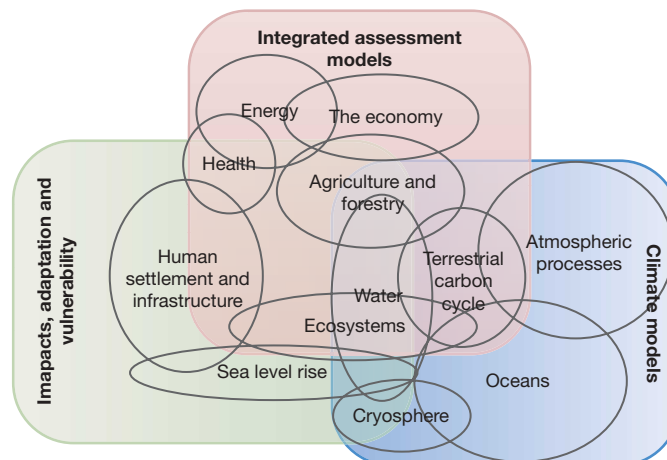 Integrated assessment
models
Energy
The economy
Health
Agriculture and
forestry
Imapacts, adaptation and
vulnerability
Human
settlement and
infrastructure
Water
Terrestrial
carbon
cycle
Atmospheric
processes
Climate models
Ecosystems
Sea level rise
Oceans
Cryosphere